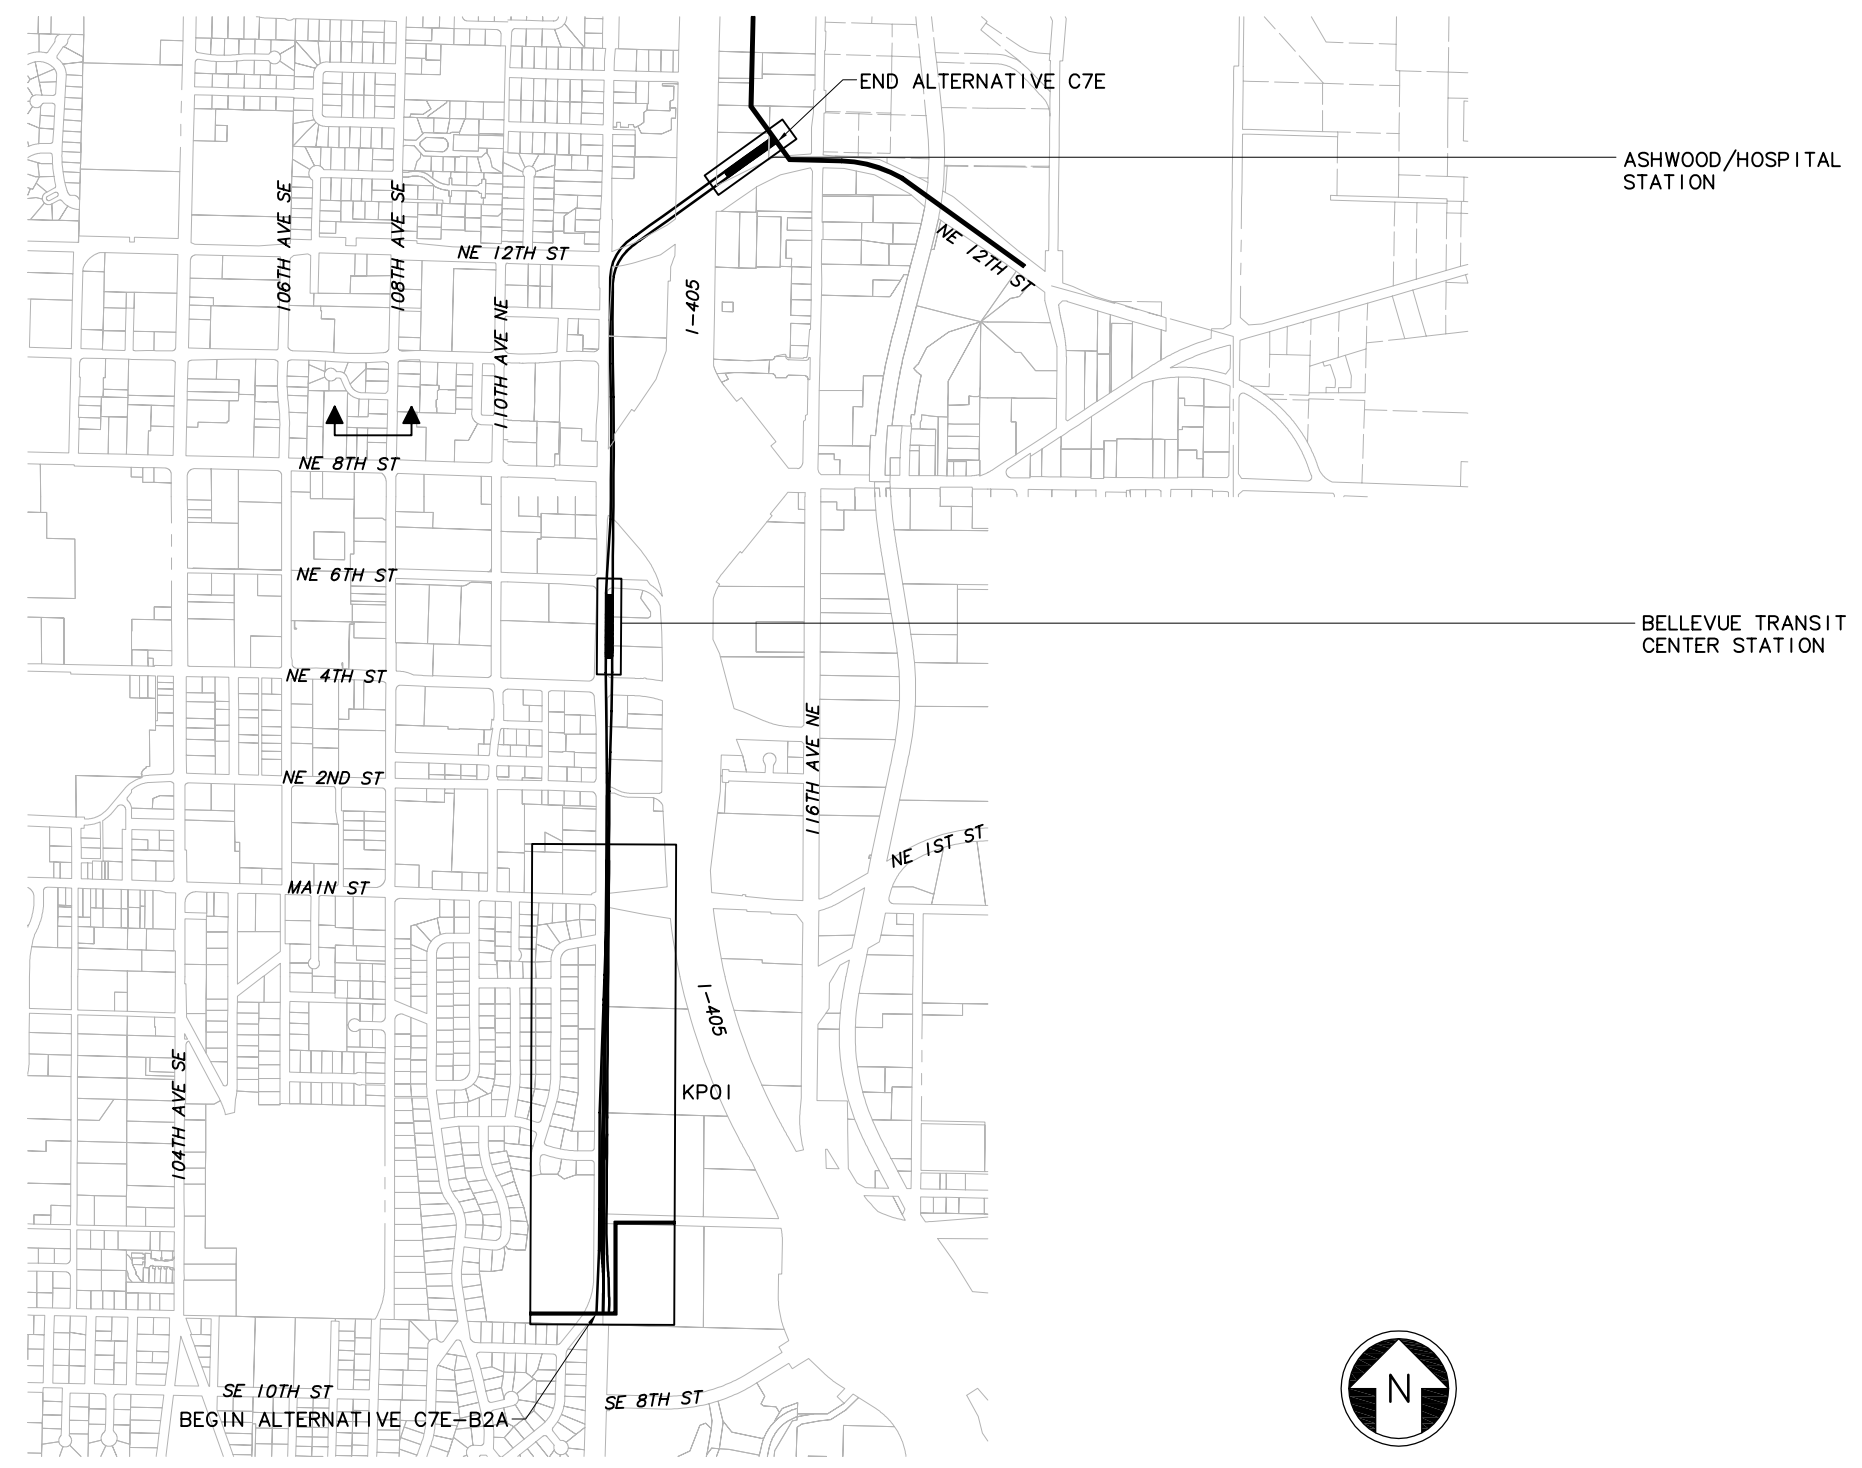 END ALTERNATIVE C7E
ASHWOOD/HOSPITAL
STATION
106TH AVE SE
108TH AVE SE
NE 12TH ST
NE 12TH ST
I-405
110TH AVE NE
NE 8TH ST
NE 6TH ST
BELLEVUE TRANSIT
CENTER STATION
NE 4TH ST
116TH AVE NE
NE 2ND ST
NE 1ST ST
MAIN ST
I-405
KP01
104TH AVE SE
SE 10TH ST
SE 8TH ST
BEGIN ALTERNATIVE C7E-B2A
N